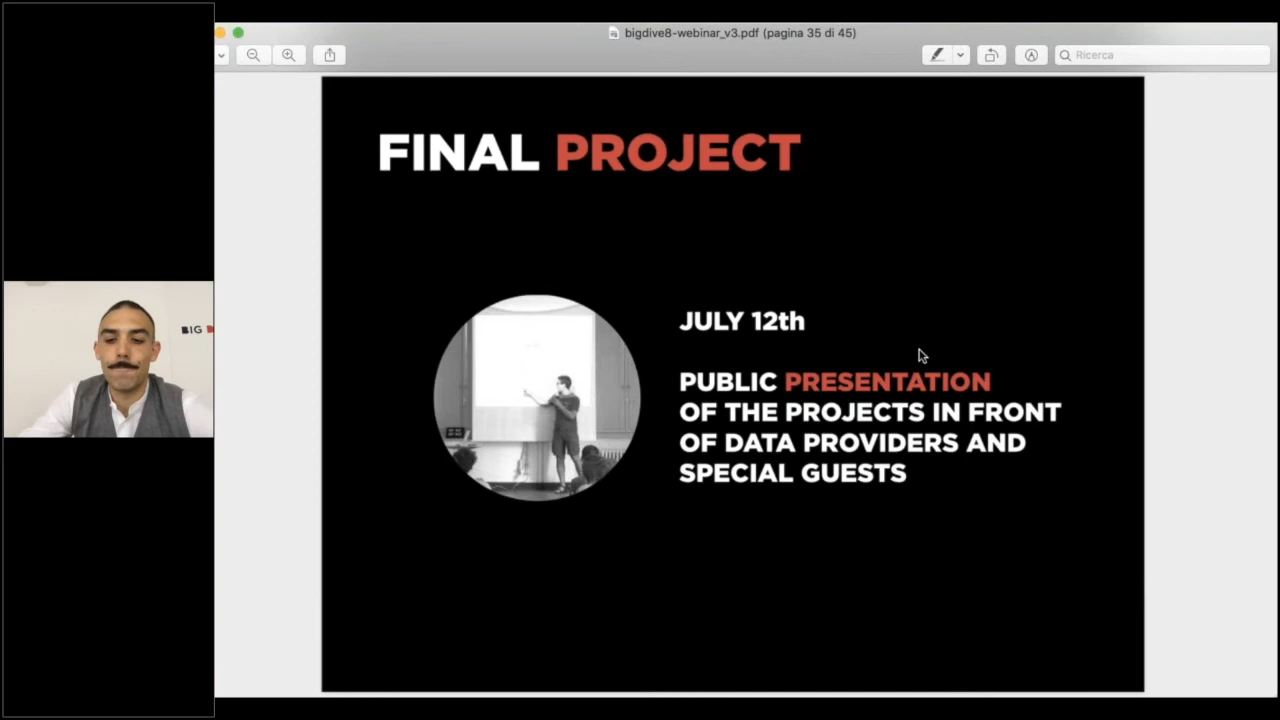 bigdive8-webinar_v3.pdf (pagina 35 di 45)
Ricerca
FINAL PROJECT
BIG
JULY 12th
PUBLIC PRESENTATION
OF THE PROJECTS IN FRONT
OF DATA PROVIDERS AND
SPECIAL GUESTS